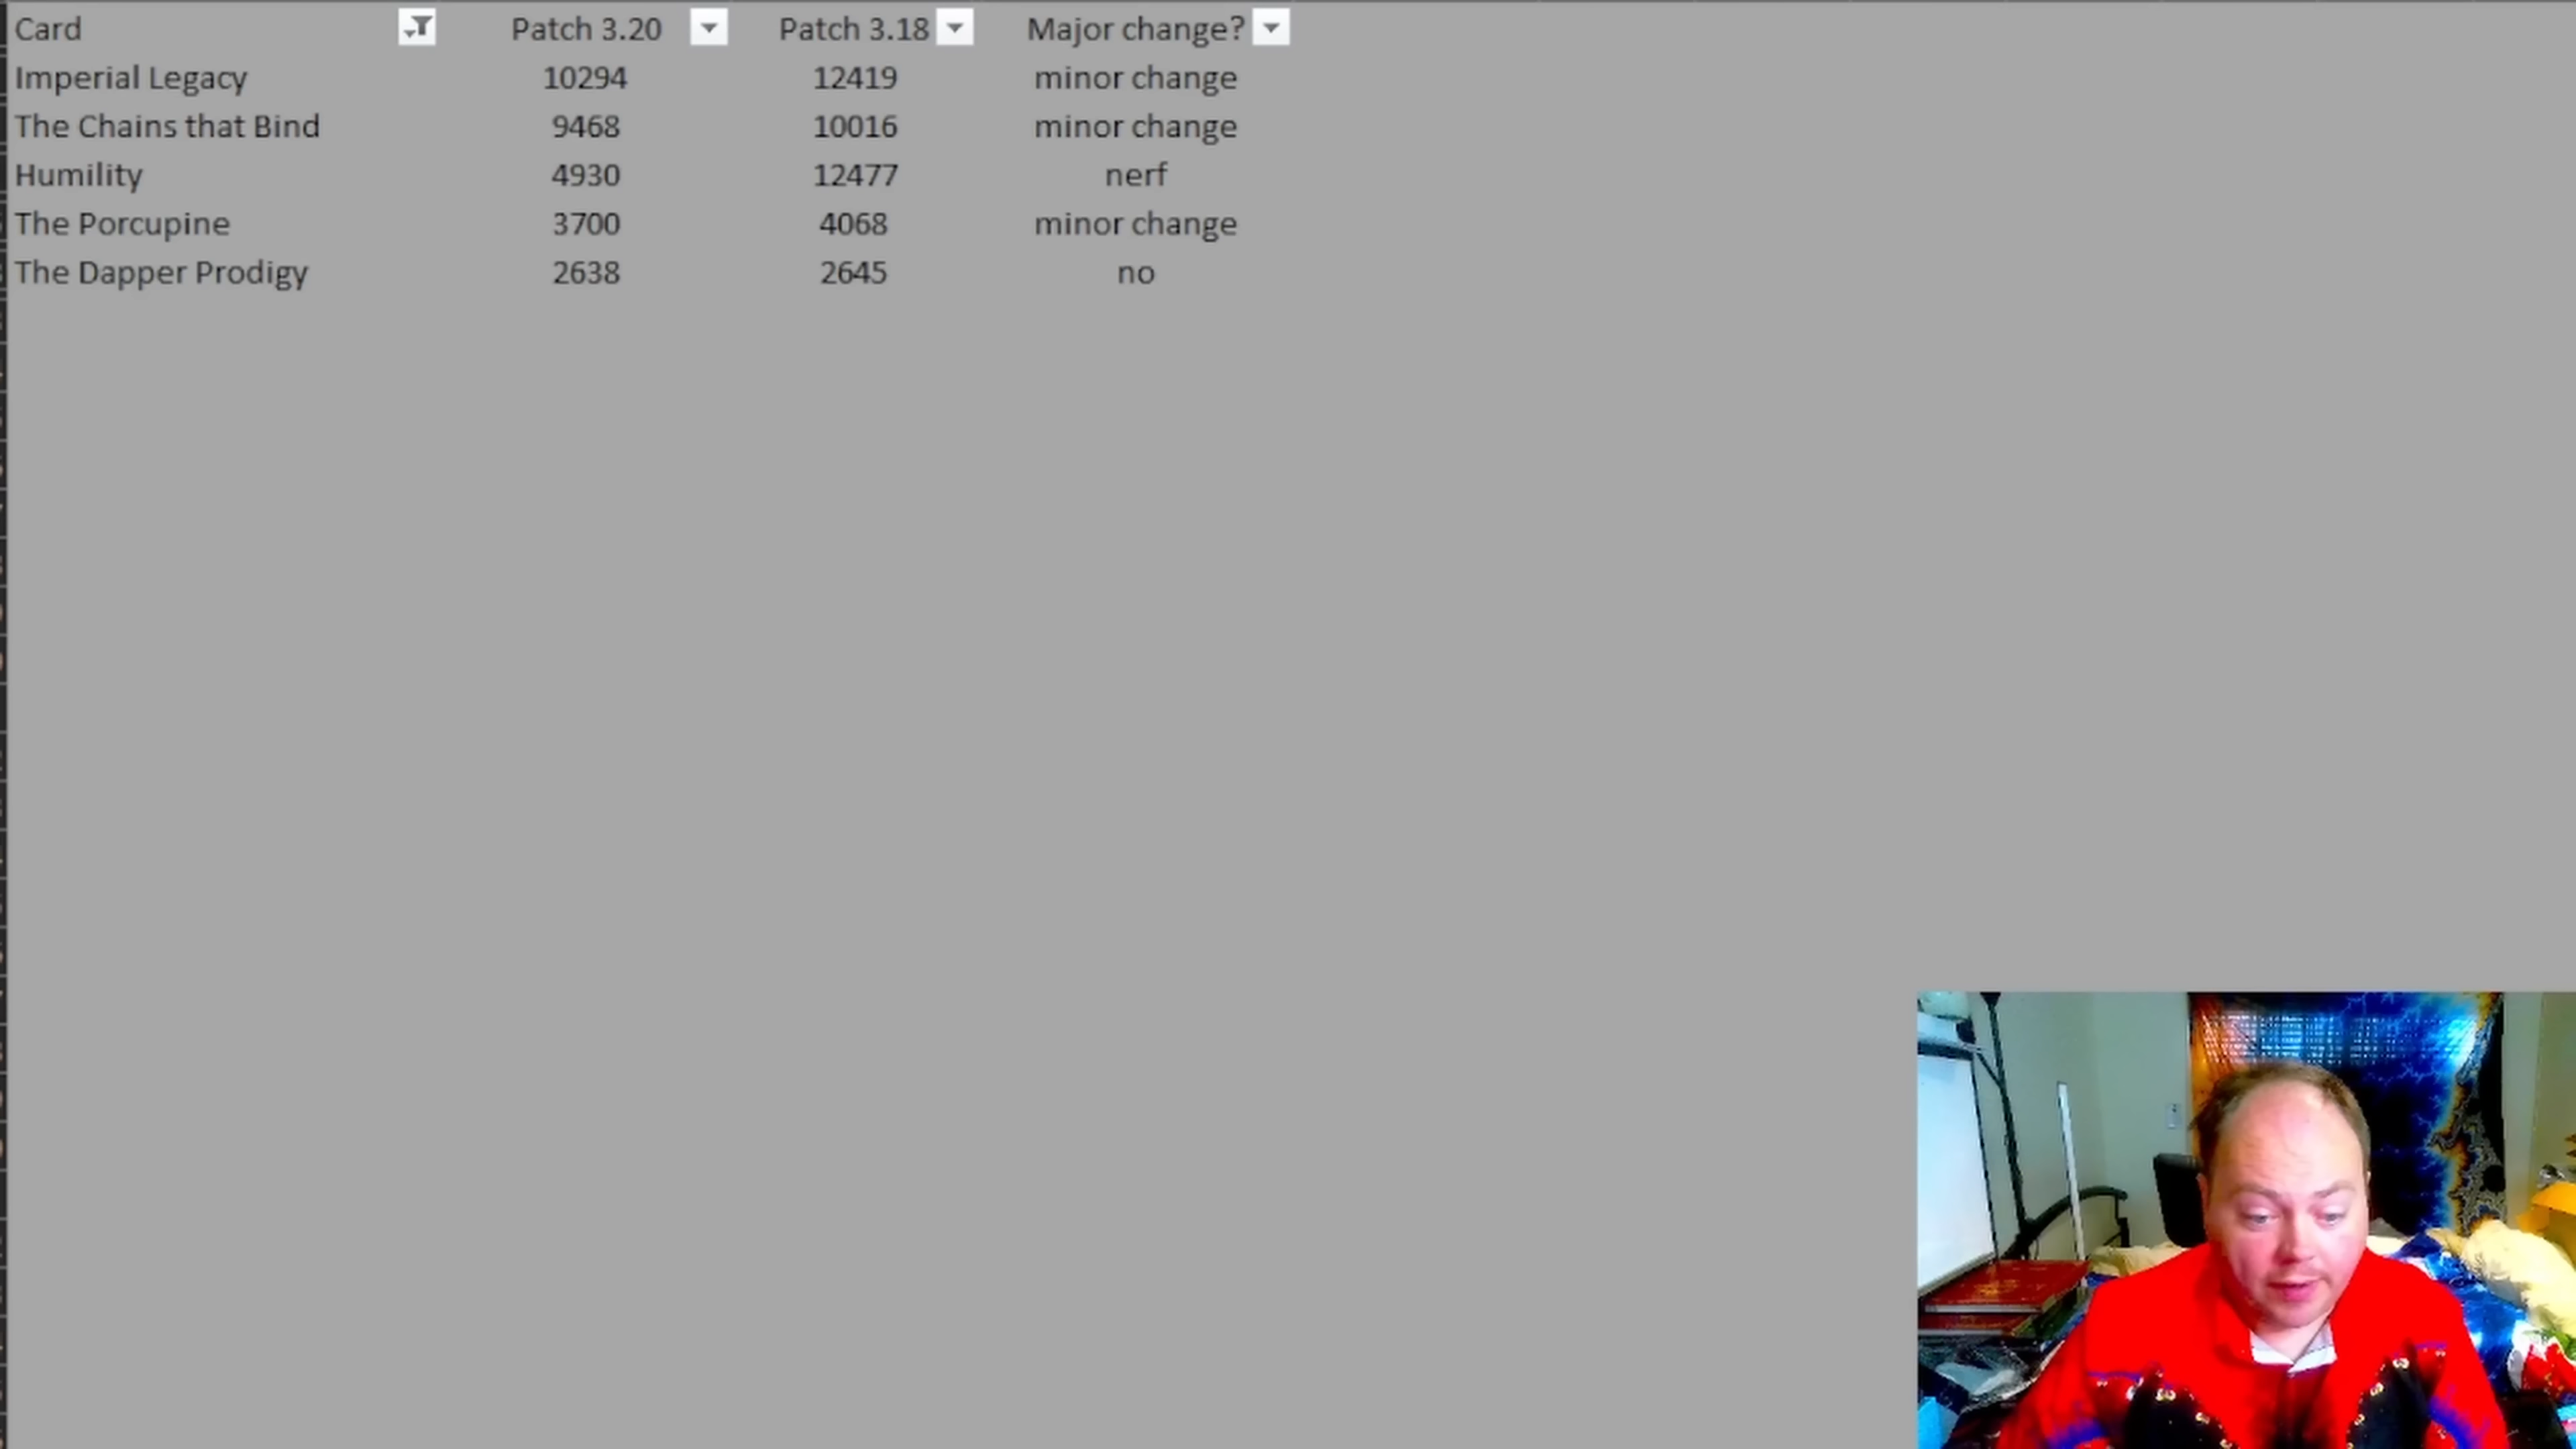 Card Patch 3.20 Patch 3.18 Major change?
Imperial Legacy 10294 12419 minor change
The Chains that Bind 9468 10016 minor change
Humility 4930 12477 nerf
The Porcupine 3700 4068 minor change
The Dapper Prodigy 2638 2645 no